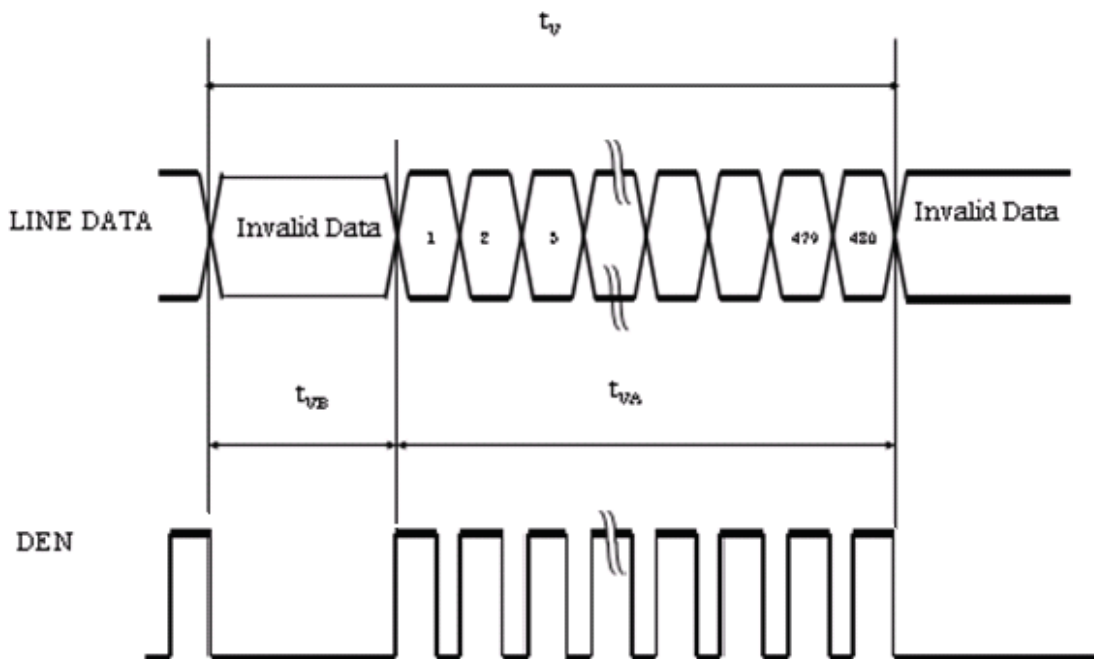 tV
LINE DATA
Invalid Data
1 2 3 479 480
Invalid Data
tVB
tVA
DEN